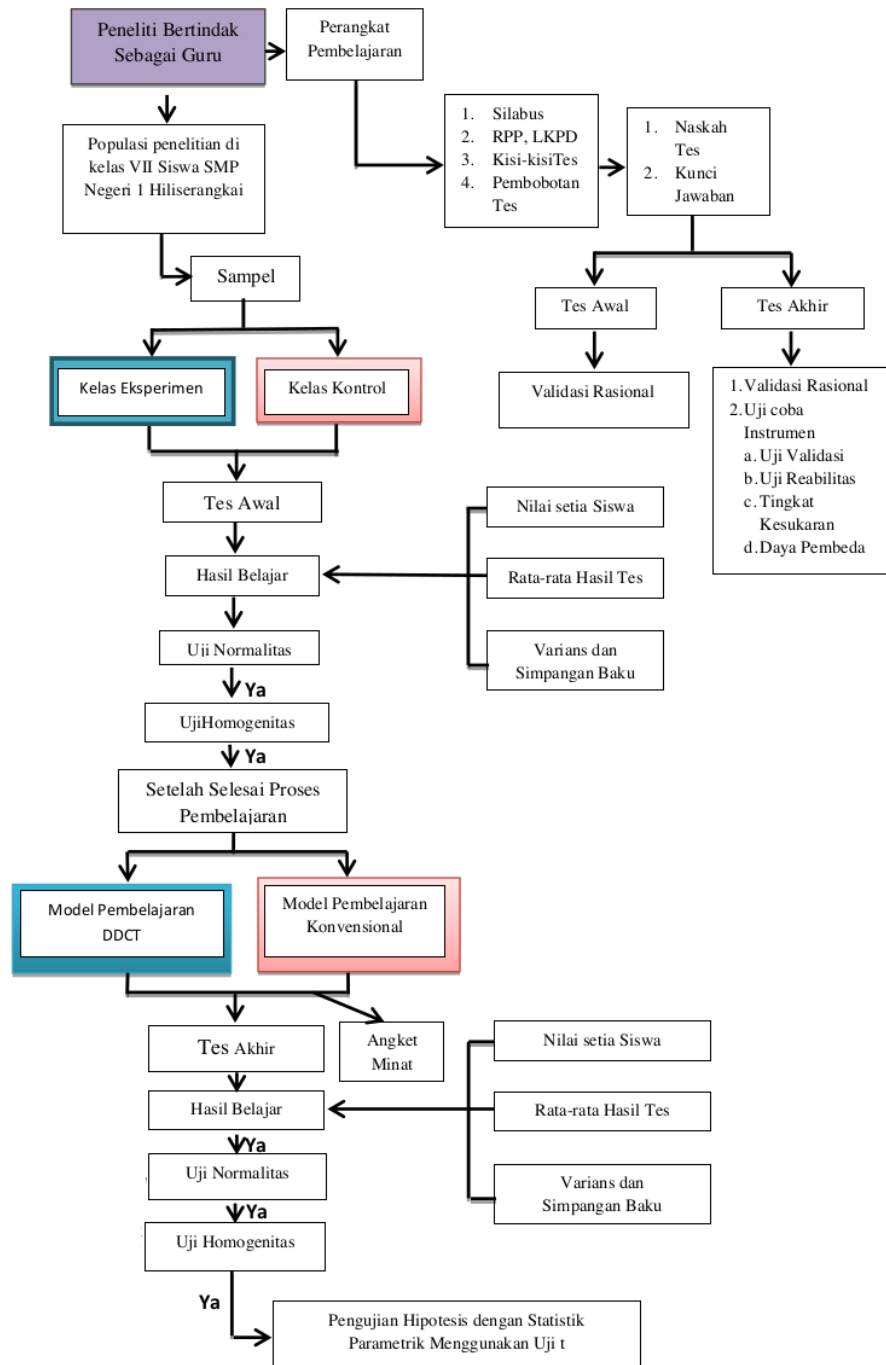 Peneliti Bertindak
Sebagai Guru
Perangkat
Pembelajaran
Populasi penelitian di
kelas VII Siswa SMP
Negeri 1 Hiliserangkai
1. Silabus
2. RPP, LKPD
3. Kisi-kisiTes
4. Pembobotan
Tes
1. Naskah
Tes
2. Kunci
Jawaban
Sampel
Tes Awal
Tes Akhir
Kelas Eksperimen
Kelas Kontrol
Validasi Rasional
1.Validasi Rasional
2.Uji coba
Instrumen
a. Uji Validasi
b.Uji Reabilitas
c. Tingkat
Kesukaran
d.Daya Pembeda
Tes Awal
Nilai setia Siswa
Hasil Belajar
Rata-rata Hasil Tes
Uji Normalitas
Varians dan
Simpangan Baku
Ya
UjiHomogenitas
Ya
Setelah Selesai Proses
Pembelajaran
Model Pembelajaran
DDCT
Model Pembelajaran
Konvensional
Tes Akhir
Angket
Minat
Nilai setia Siswa
Hasil Belajar
Rata-rata Hasil Tes
Ya
Uji Normalitas
Varians dan
Simpangan Baku
Ya
Uji Homogenitas
Ya
Pengujian Hipotesis dengan Statistik
Parametrik Menggunakan Uji t